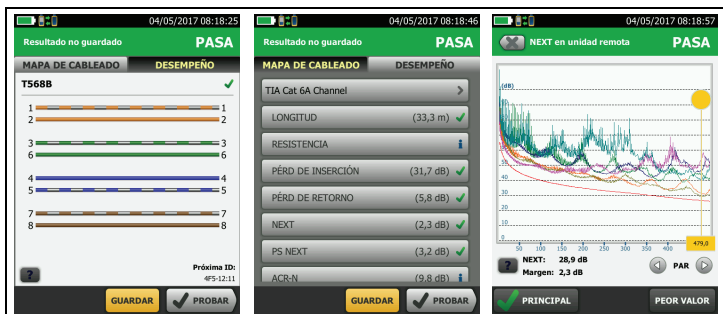 04/05/2017 08:18:25
Resultado no guardado PASA
MAPA DE CABLEADO DESEMPEÑO
T568B
1 1
2 2
3 3
6 6
4 4
5 5
7 7
8 8
?
Próxima ID:
4F5-12:11
GUARDAR PROBAR
04/05/2017 08:18:46
Resultado no guardado PASA
MAPA DE CABLEADO DESEMPEÑO
TIA Cat 6A Channel
LONGITUD (33,3 m)
RESISTENCIA i
PÉRD DE INSERCIÓN (31,7 dB)
PÉRD DE RETORNO (5,8 dB)
NEXT (2,3 dB)
PS NEXT (3,2 dB)
ACR-N (9,8 dB) i
GUARDAR PROBAR
04/05/2017 08:18:57
NEXT en unidad remota PASA
(dB)
50
40
30
20
10
0
50 100 150 200 250 300 350 400 479,0
?
NEXT: 28,9 dB
Margen: 2,3 dB
PAR
PRINCIPAL PEOR VALOR